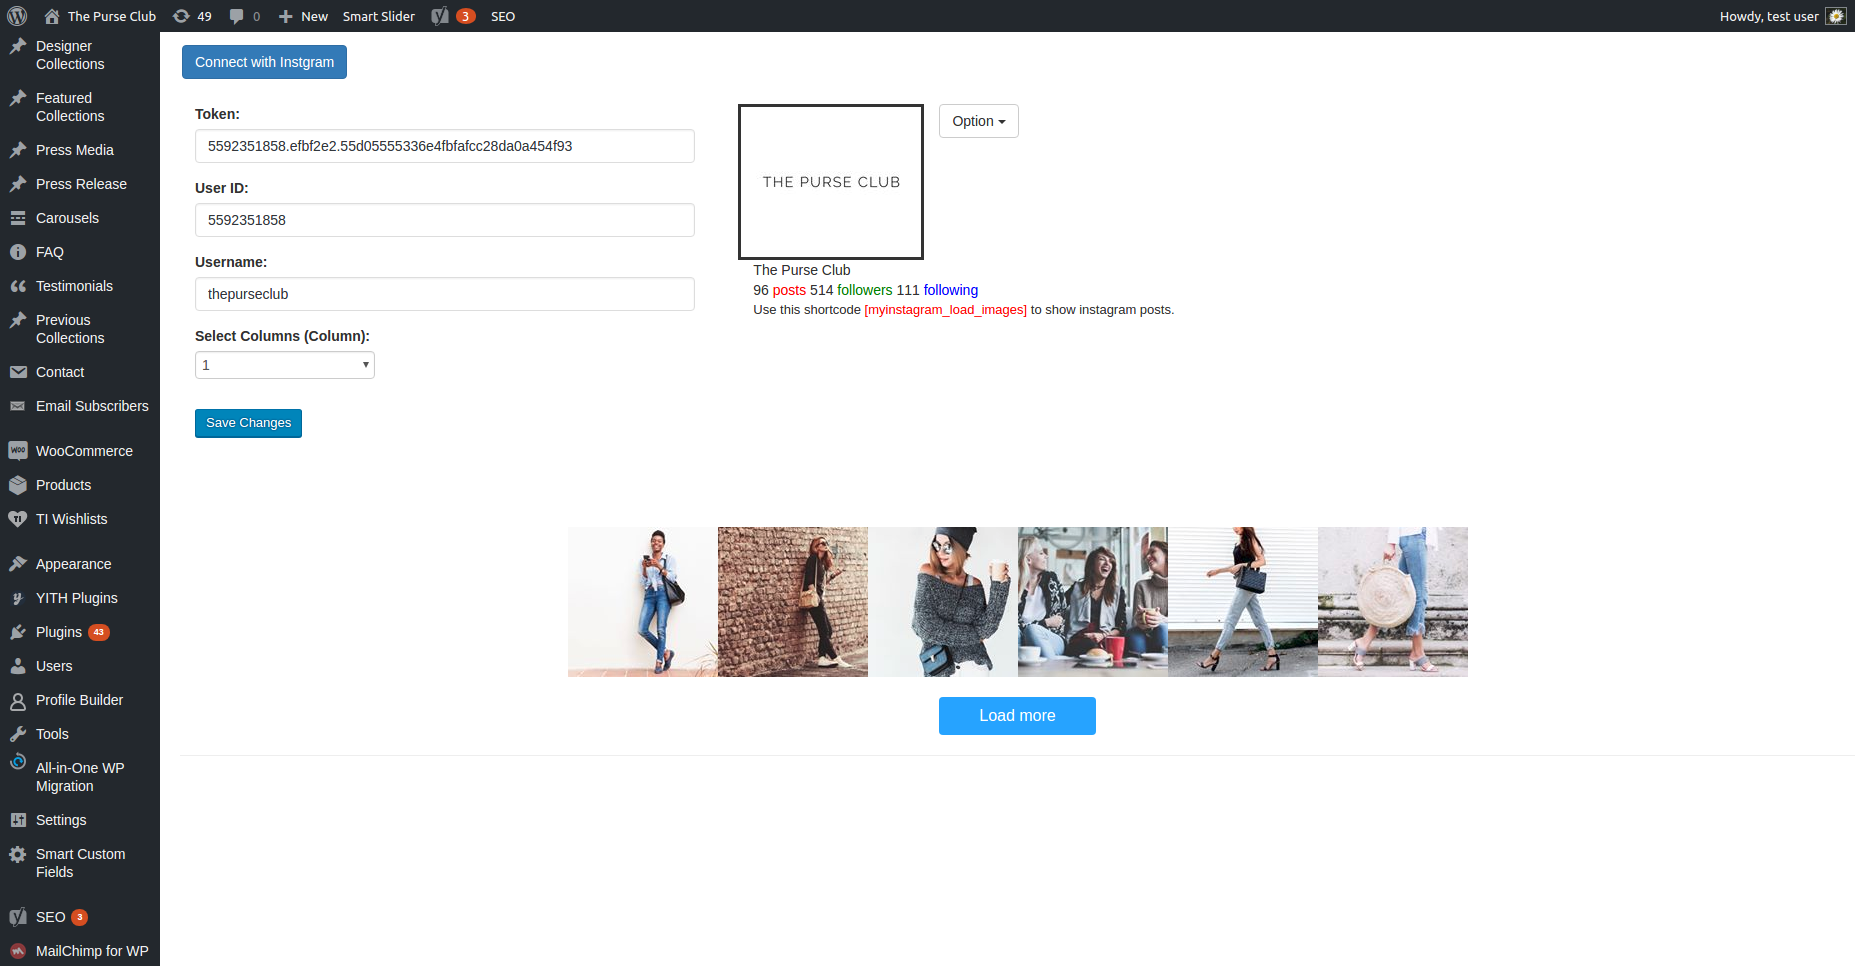 The Purse Club 49 0 New Smart Slider 3 SEO Howdy, test user
Designer
Collections
Featured
Collections
Press Media
Press Release
Carousels
FAQ
Testimonials
Previous
Collections
Contact
Email Subscribers
WooCommerce
Products
TI Wishlists
Appearance
YITH Plugins
Plugins 43
Users
Profile Builder
Tools
All-in-One WP
Migration
Settings
Smart Custom
Fields
SEO 3
MailChimp for WP
Connect with Instgram
Token:
5592351858.efbf2e2.55d05555336e4fbfafcc28da0a454f93
User ID:
5592351858
Username:
thepurseclub
Select Columns (Column):
1
Save Changes
THE PURSE CLUB
Option
The Purse Club
96 posts 514 followers 111 following
Use this shortcode [myinstagram_load_images] to show instagram posts.
Load more